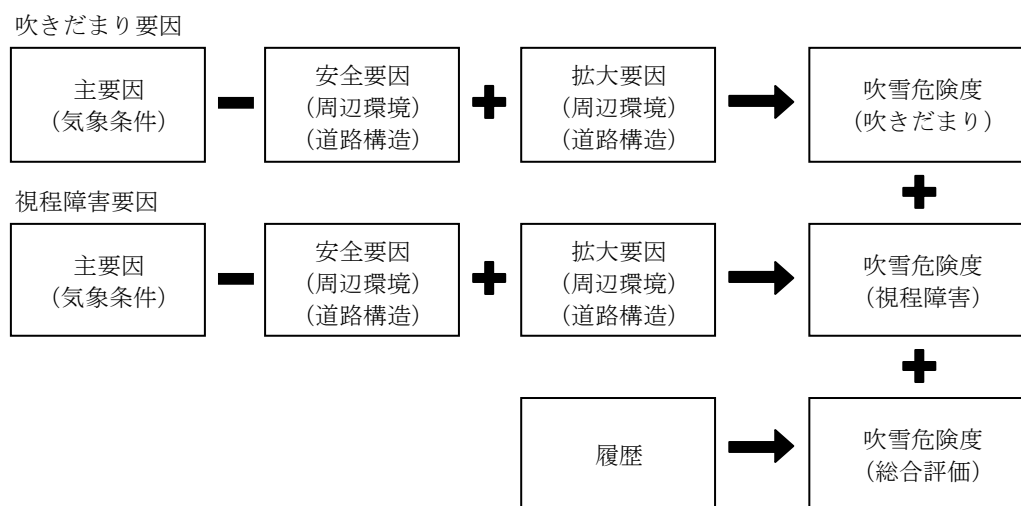 吹きだまり要因
主要因
（気象条件）
安全要因
（周辺環境）
（道路構造）
拡大要因
（周辺環境）
（道路構造）
吹雪危険度
（吹きだまり）
視程障害要因
主要因
（気象条件）
安全要因
（周辺環境）
（道路構造）
拡大要因
（周辺環境）
（道路構造）
吹雪危険度
（視程障害）
履歴
吹雪危険度
（総合評価）